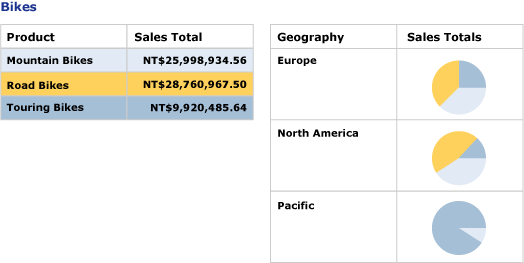 Bikes
Product Sales Total
Mountain Bikes NT$25,998,934.56
Road Bikes NT$28,760,967.50
Touring Bikes NT$9,920,485.64
Geography Sales Totals
Europe
North America
Pacific